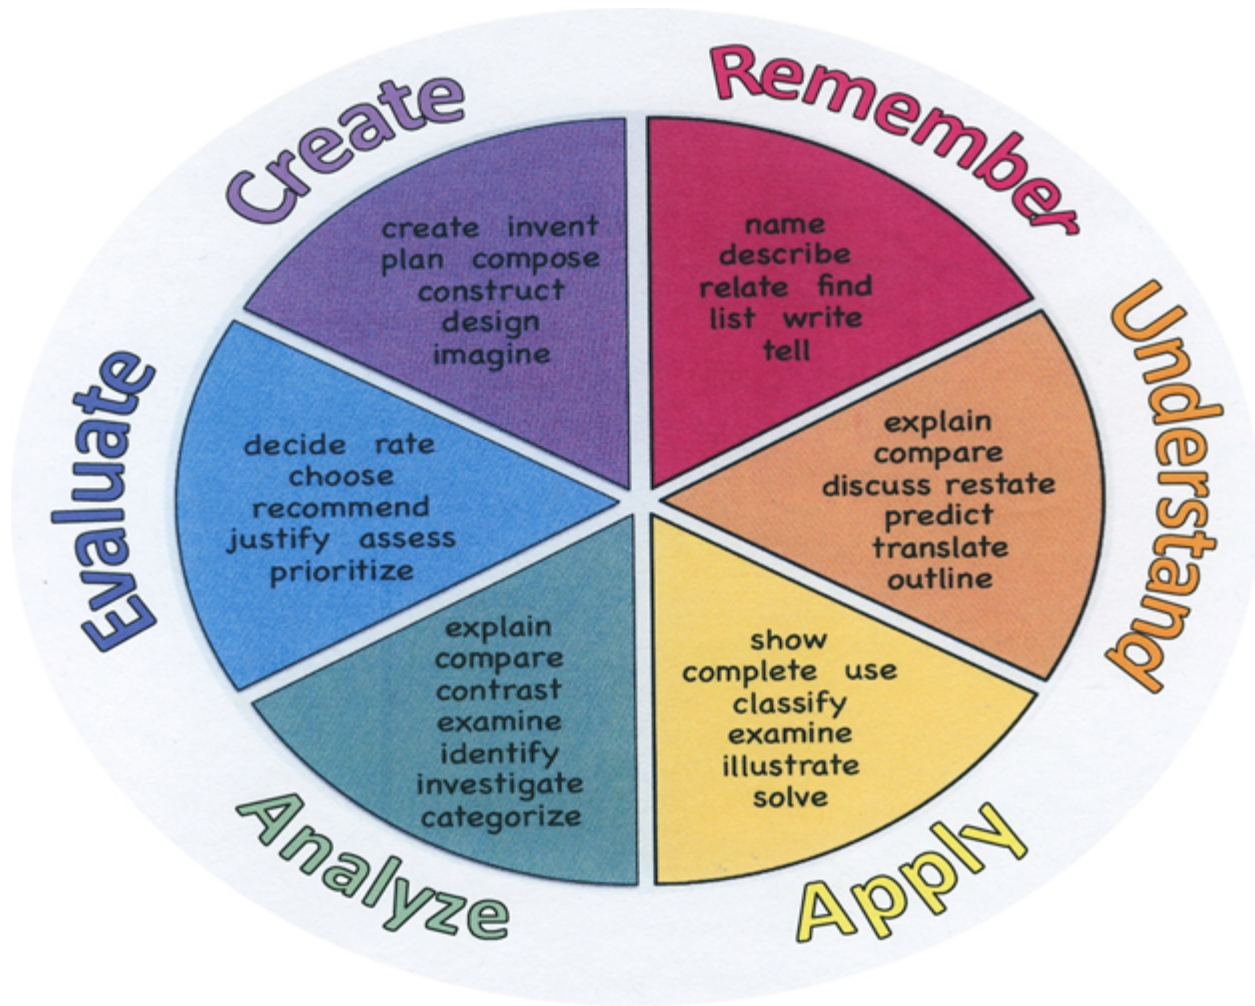 Remember
name
describe
relate find
list write
tell
Understand
explain
compare
discuss restate
predict
translate
outline
Apply
show
complete use
classify
examine
illustrate
solve
Analyze
explain
compare
contrast
examine
identify
investigate
categorize
Evaluate
decide rate
choose
recommend
justify assess
prioritize
Create
create invent
plan compose
construct
design
imagine